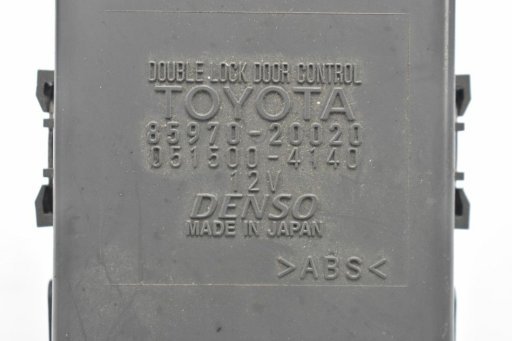 DOUBLE LOCK DOOR CONTROL
TOYOTA
85970-20020
051500-4140
12V
DENSO
MADE IN JAPAN
>ABS<